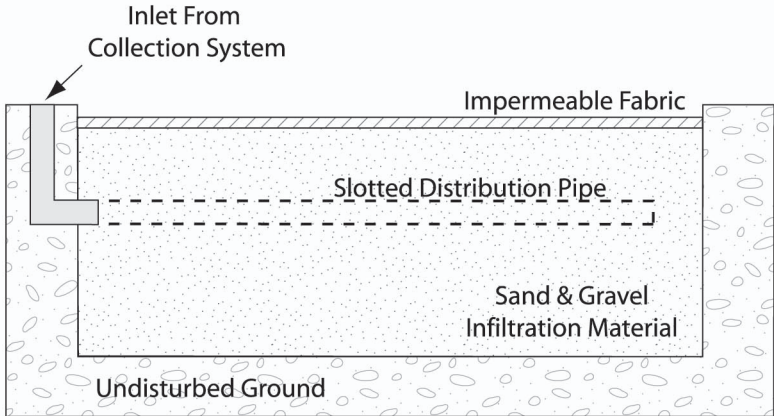 Inlet From
Collection System
Impermeable Fabric
Slotted Distribution Pipe
Sand & Gravel
Infiltration Material
Undisturbed Ground